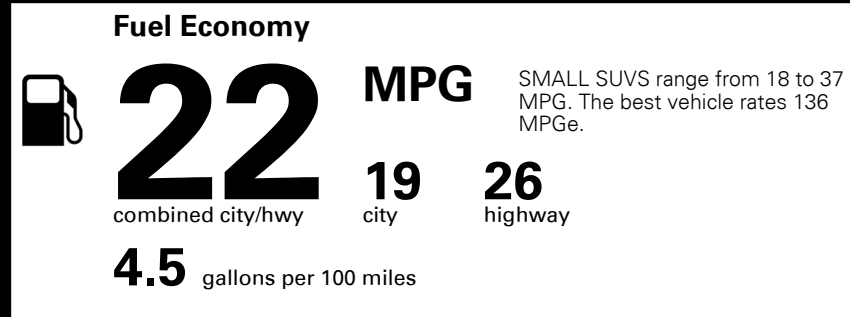 Fuel Economy
22 MPG
SMALL SUVS range from 18 to 37
MPG. The best vehicle rates 136
MPGe.
19 26
combined city/hwy city highway
4.5 gallons per 100 miles